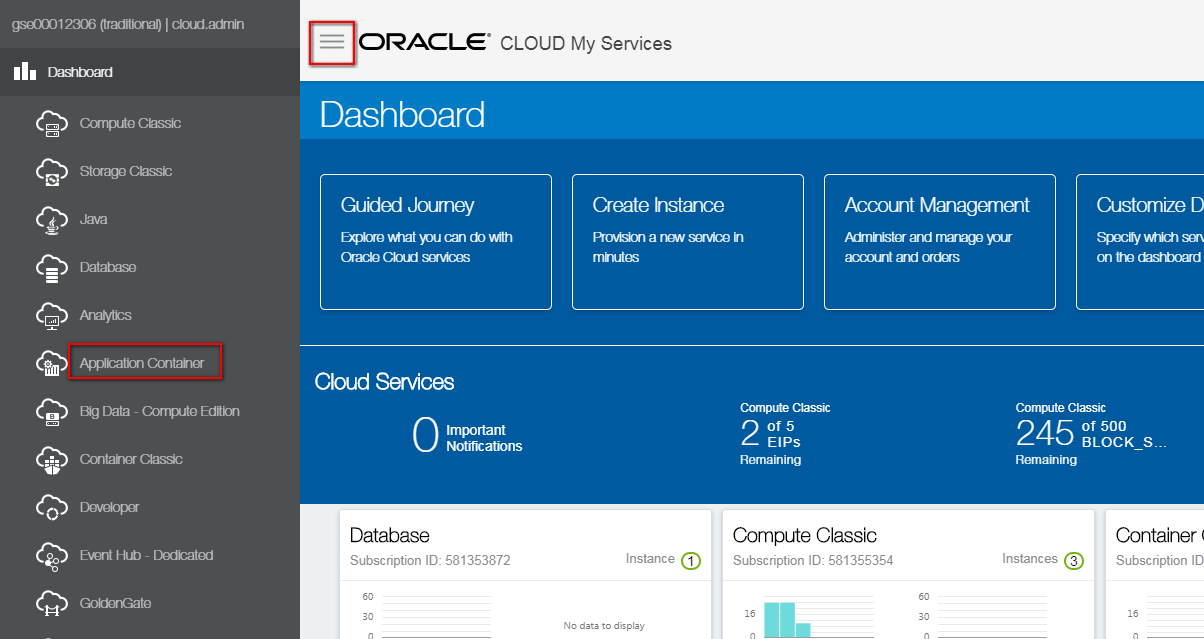 gse00012306 (traditional) | cloud.admin
Dashboard
Compute Classic
Storage Classic
Java
Database
Analytics
Application Container
Big Data - Compute Edition
Container Classic
Developer
Event Hub - Dedicated
GoldenGate
ORACLE® CLOUD My Services
Dashboard
Guided Journey
Explore what you can do with
Oracle Cloud services
Create Instance
Provision a new service in
minutes
Account Management
Administer and manage your
account and orders
Customize D
Specify which serv
on the dashboard
Cloud Services
0 Important
Notifications
Compute Classic
2 of 5
EIPs
Remaining
Compute Classic
245 of 500
BLOCK_S...
Remaining
Database
Subscription ID: 581353872
Instance 1
60
30
0
No data to display
Compute Classic
Subscription ID: 581355354
Instances 3
16
0
60
30
0
Container C
Subscription ID
16
0